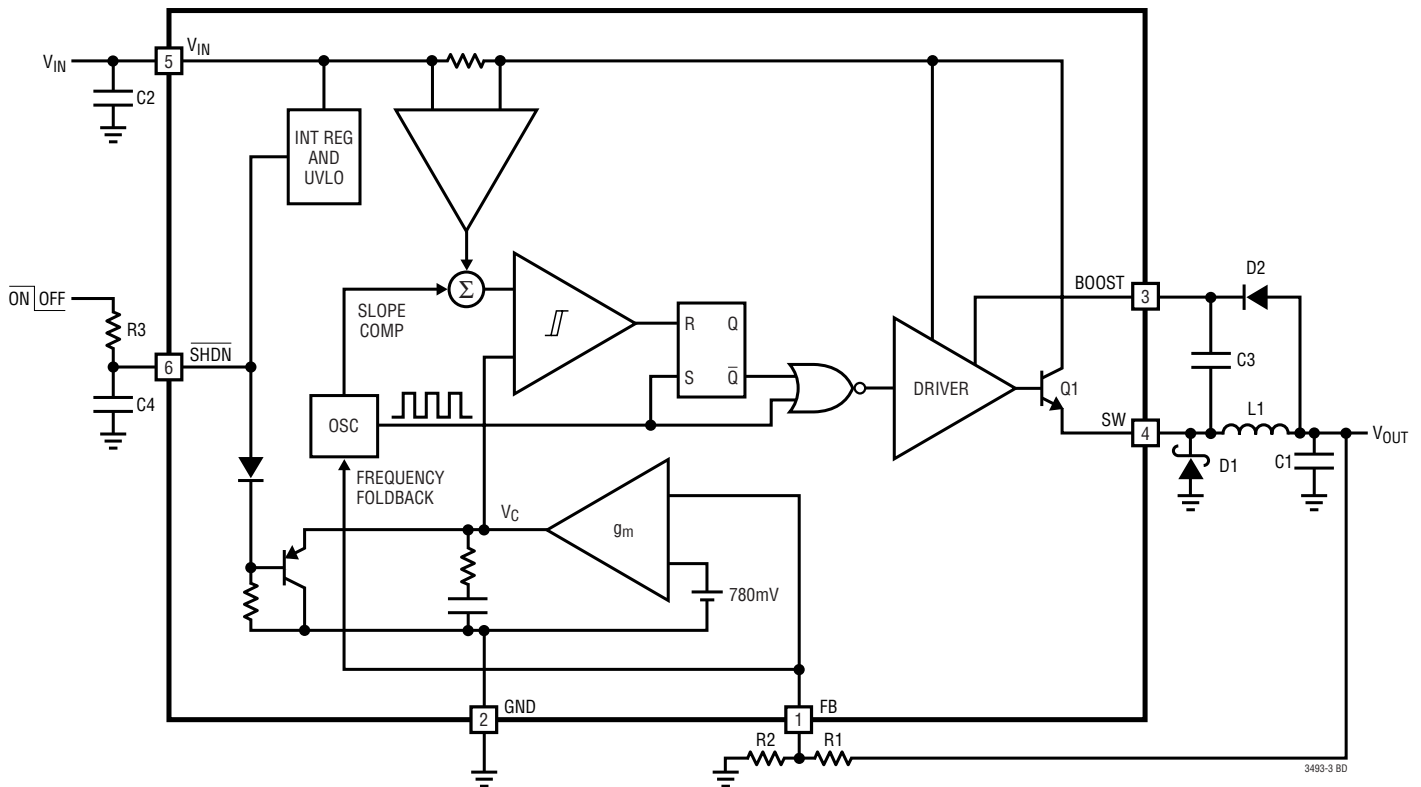 V_IN
5
V_IN
C2
INT REG
AND
UVLO
ON OFF
R3
6
SHDN
C4
SLOPE
COMP
Σ
R Q
S Q̅
OSC
FREQUENCY
FOLDBACK
V_C
g_m
780mV
DRIVER
Q1
BOOST
3
D2
C3
SW
4
L1
V_OUT
D1
C1
2
GND
1
FB
R2
R1
3493-3 BD